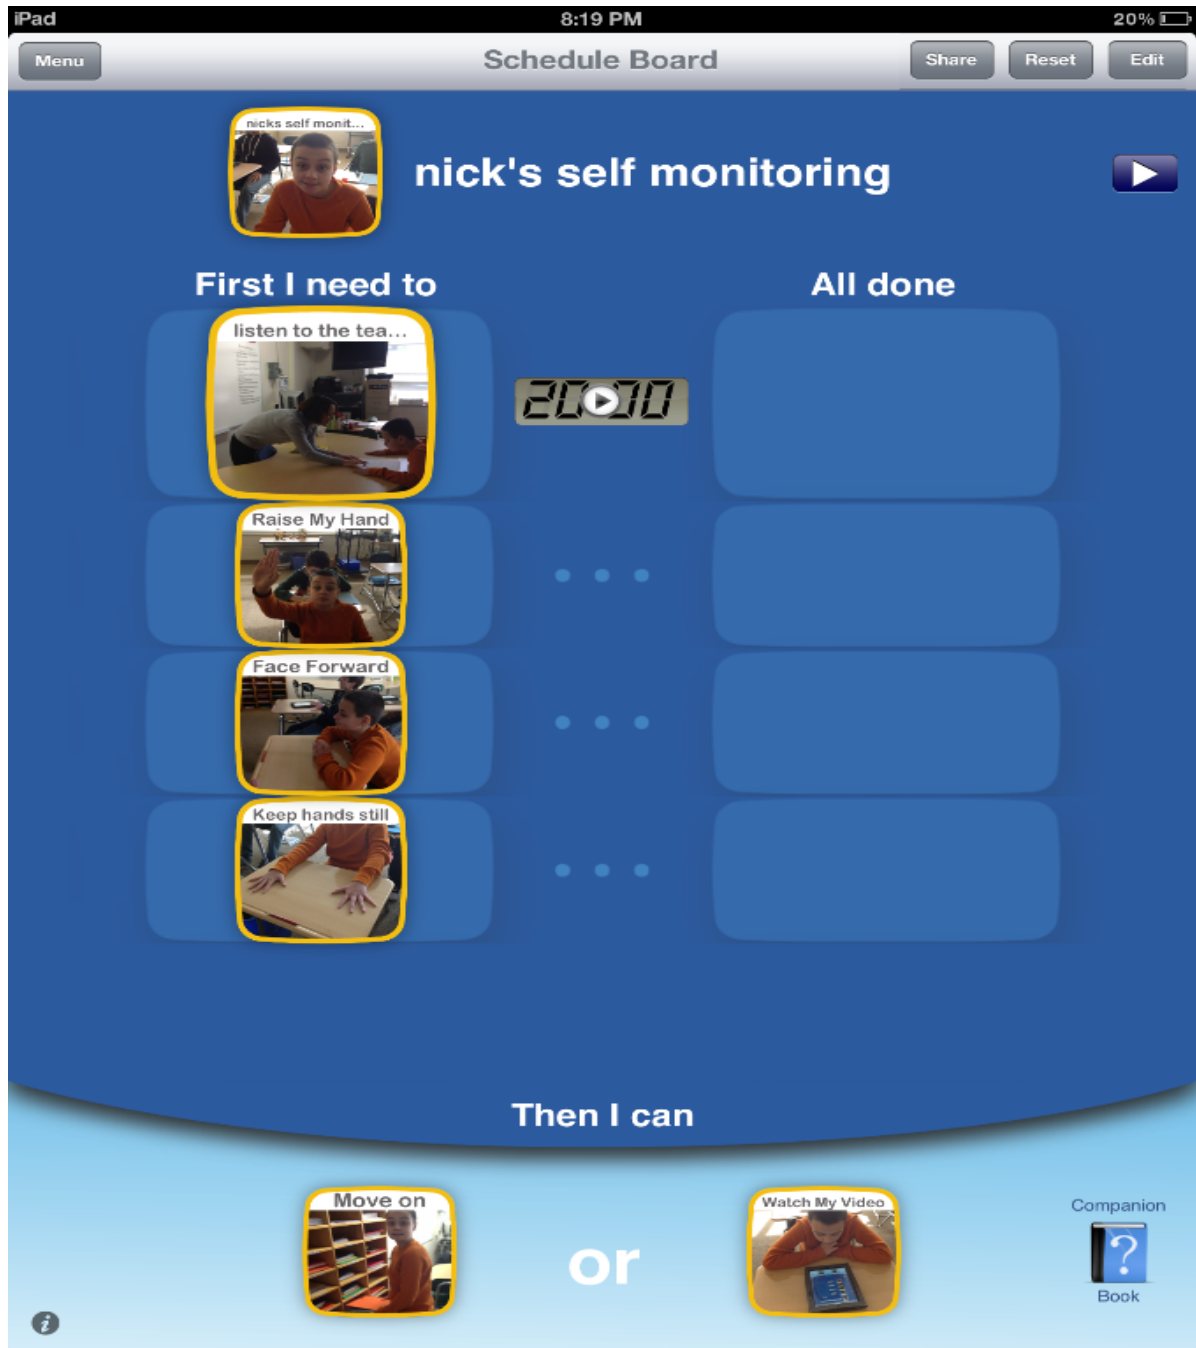 iPad
8:19 PM
20%
Menu
Schedule Board
Share
Reset
Edit
nicks self monit...
nick's self monitoring
First I need to
All done
listen to the tea...
20:00
Raise My Hand
Face Forward
Keep hands still
Then I can
Move on
or
Watch My Video
Companion
?
Book
i